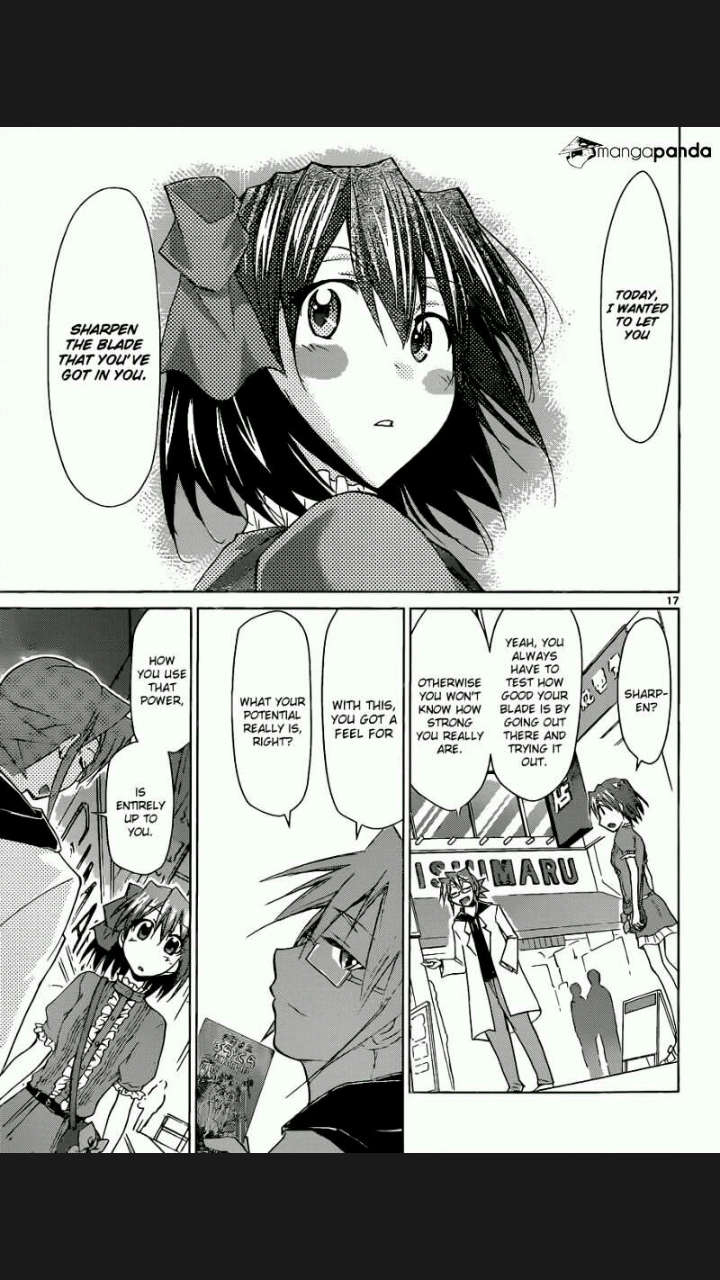 mangapanda
TODAY,
I WANTED
TO LET
YOU
SHARPEN
THE BLADE
THAT YOU'VE
GOT IN YOU.
17
SHARP-
EN?
YEAH, YOU
ALWAYS
HAVE TO
TEST HOW
GOOD YOUR
BLADE IS BY
GOING OUT
THERE AND
TRYING IT
OUT.
OTHERWISE
YOU WON'T
KNOW HOW
STRONG
YOU REALLY
ARE.
ISHUMARU
WITH THIS,
YOU GOT A
FEEL FOR
WHAT YOUR
POTENTIAL
REALLY IS,
RIGHT?
HOW
YOU USE
THAT
POWER,
IS
ENTIRELY
UP TO
YOU.